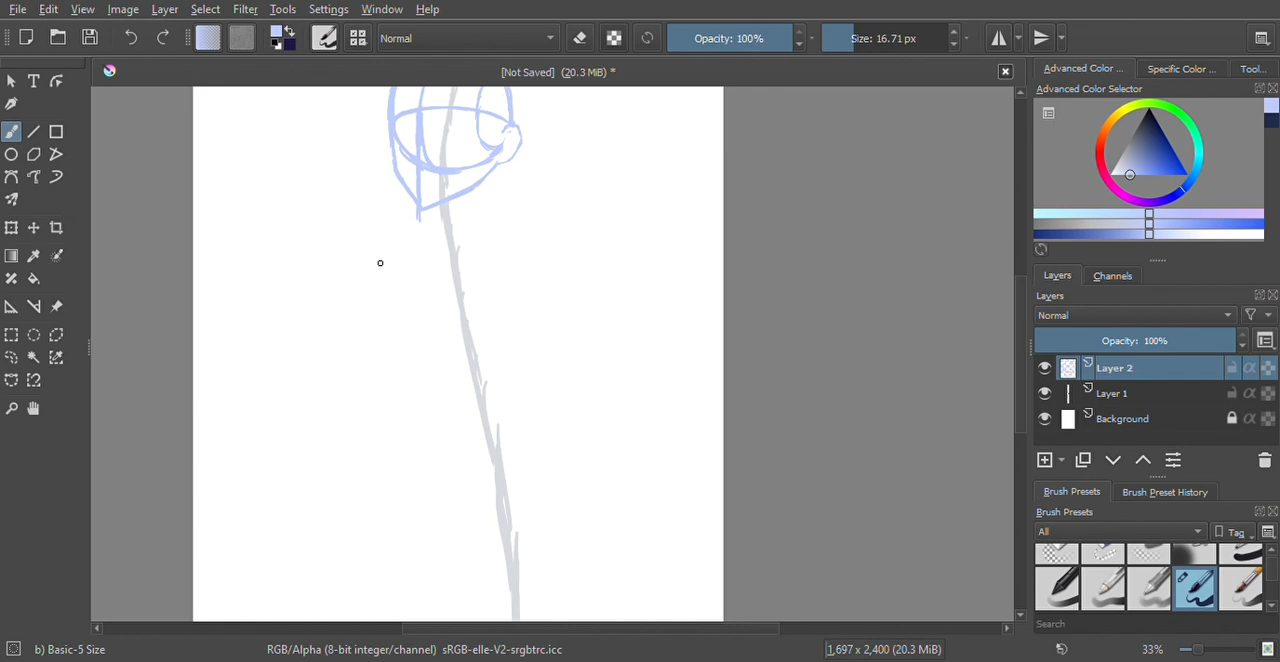 File Edit View Image Layer Select Filter Tools Settings Window Help
Normal Opacity: 100% Size: 16.71 px
[Not Saved] (20.3 MiB) *
Advanced Color ... Specific Color ... Tool...
Advanced Color Selector
Layers Channels
Layers
Normal
Opacity: 100%
Layer 2
Layer 1
Background
Brush Presets Brush Preset History
Brush Presets
All Tag
Search
b) Basic-5 Size RGB/Alpha (8-bit integer/channel) sRGB-elle-V2-srgbtrc.icc 1,697 x 2,400 (20.3 MiB) 33%